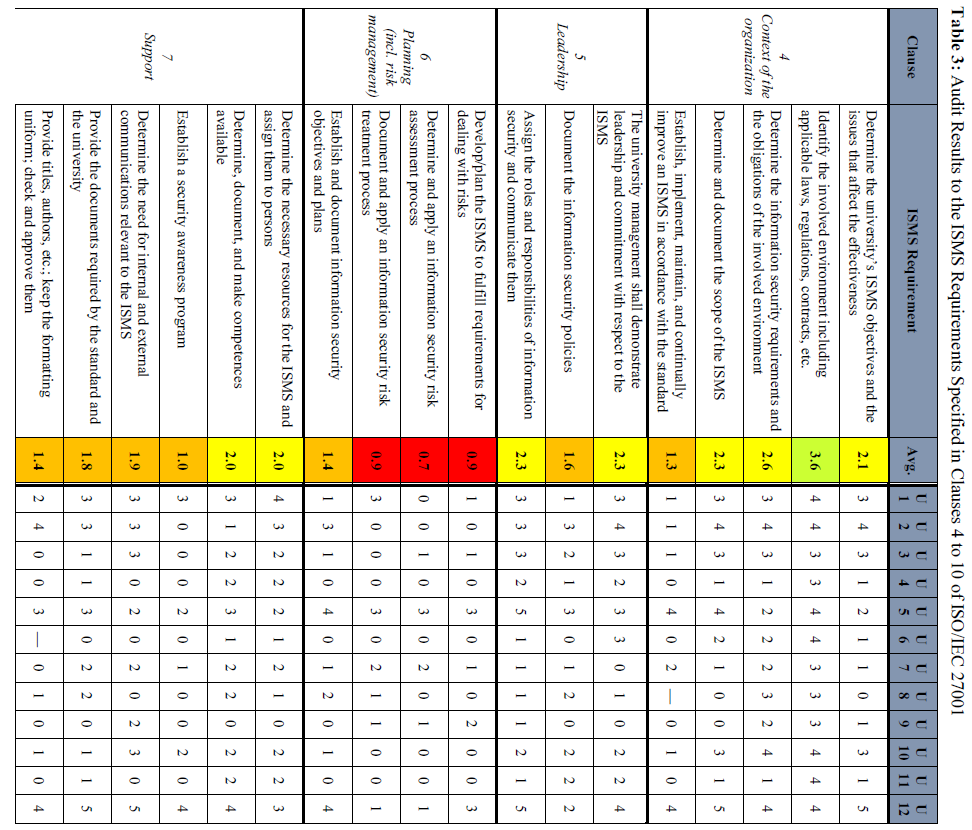 Table 3: Audit Results to the ISMS Requirements Specified in Clauses 4 to 10 of ISO/IEC 27001
Clause ISMS Requirement Avg. U 1 U 2 U 3 U 4 U 5 U 6 U 7 U 8 U 9 U 10 U 11 U 12
4
Context of the
organization
Determine the university's ISMS objectives and the
issues that affect the effectiveness
2.1 3 4 3 1 2 1 1 0 1 3 1 5
Identify the involved environment including
applicable laws, regulations, contracts, etc.
3.6 4 4 3 3 4 4 3 3 3 4 4 4
Determine the information security requirements and
the obligations of the involved environment
2.6 3 4 3 1 2 2 2 3 2 4 1 4
Determine and document the scope of the ISMS
2.3 3 4 3 1 4 2 1 0 0 3 1 5
Establish, implement, maintain, and continually
improve an ISMS in accordance with the standard
1.3 1 1 1 0 4 0 2 — 0 1 0 4
5
Leadership
The university management shall demonstrate
leadership and commitment with respect to the
ISMS
2.3 3 4 3 2 3 3 0 1 0 2 2 4
Document the information security policies
1.6 1 3 2 1 3 0 1 2 0 2 2 2
Assign the roles and responsibilities of information
security and communicate them
2.3 3 3 3 2 5 1 1 1 1 2 1 5
6
Planning
(incl. risk
management)
Develop/plan the ISMS to fulfill requirements for
dealing with risks
0.9 1 0 1 0 3 0 1 0 2 0 0 3
Determine and apply an information security risk
assessment process
0.7 0 0 1 0 3 0 2 0 1 0 0 1
Document and apply an information security risk
treatment process
0.9 3 0 0 0 3 0 2 1 1 0 0 1
Establish and document information security
objectives and plans
1.4 1 3 1 0 4 0 1 2 0 1 0 4
7
Support
Determine the necessary resources for the ISMS and
assign them to persons
2.0 4 3 2 2 2 1 2 1 0 2 2 3
Determine, document, and make competences
available
2.0 3 1 2 2 3 1 2 2 0 2 2 4
Establish a security awareness program
1.0 3 0 0 0 2 0 1 0 0 2 0 4
Determine the need for internal and external
communications relevant to the ISMS
1.9 3 3 3 0 2 0 2 0 2 3 0 5
Provide the documents required by the standard and
the university
1.8 3 3 1 1 3 0 2 2 0 1 1 5
Provide titles, authors, etc.; keep the formatting
uniform; check and approve them
1.4 2 4 0 0 3 — 0 1 0 1 0 4